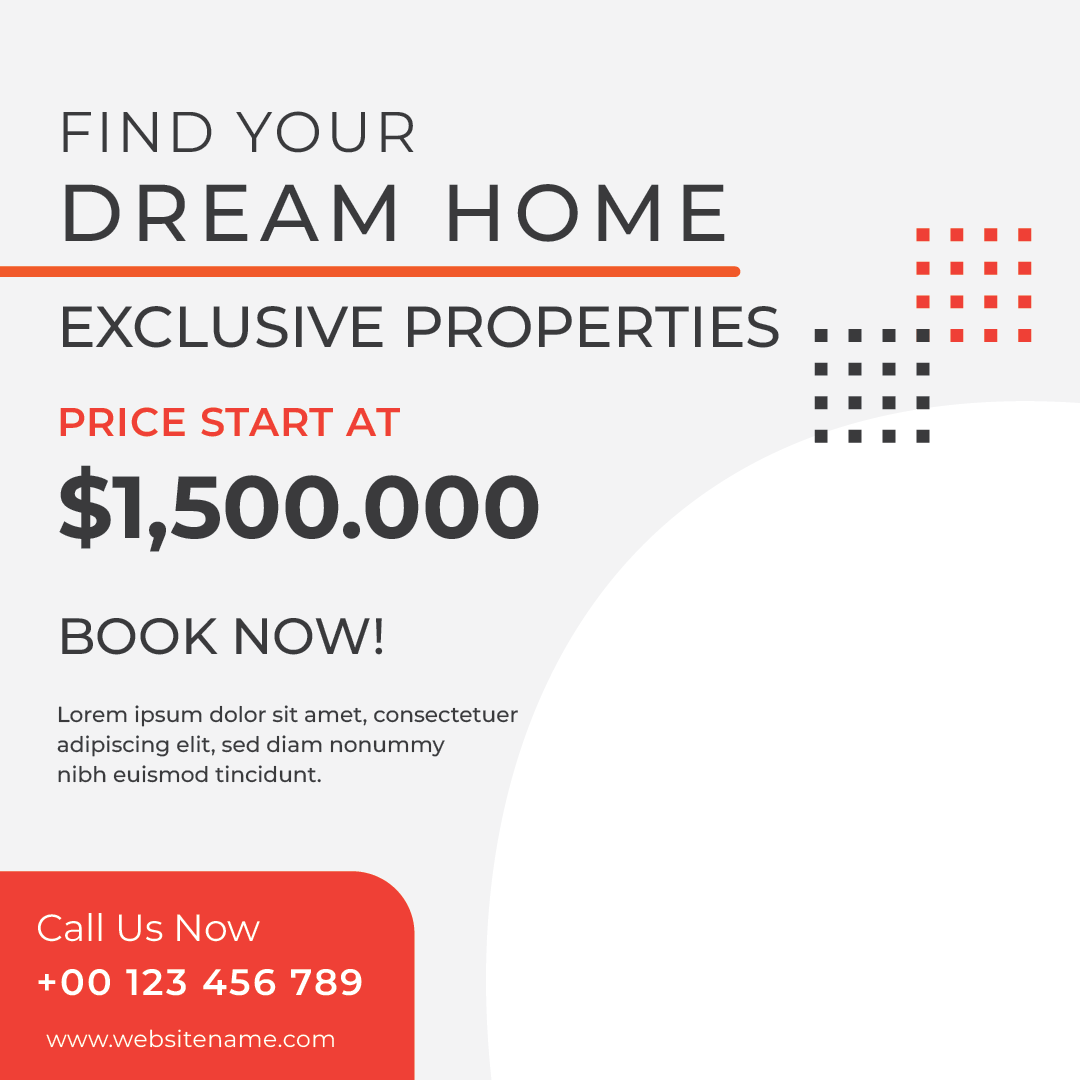 FIND YOUR
DREAM HOME
EXCLUSIVE PROPERTIES
PRICE START AT
$1,500.000
BOOK NOW!
Lorem ipsum dolor sit amet, consectetuer
adipiscing elit, sed diam nonummy
nibh euismod tincidunt.
Call Us Now
+00 123 456 789
www.websitename.com